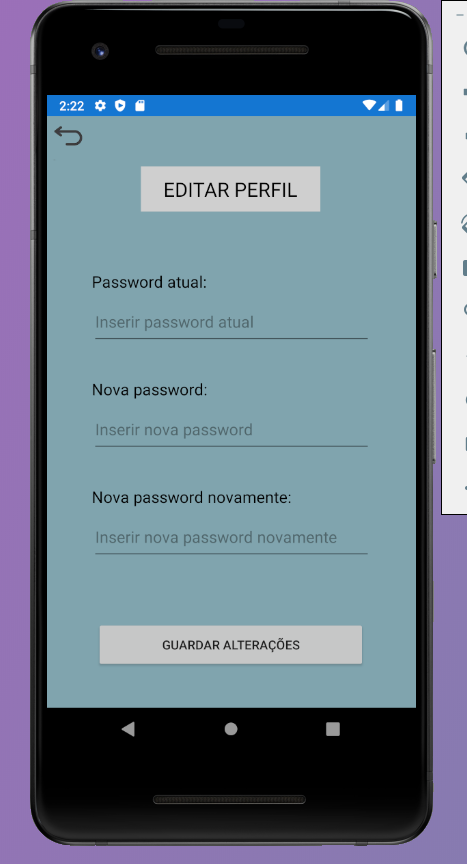 2:22
EDITAR PERFIL
Password atual:
Inserir password atual
Nova password:
Inserir nova password
Nova password novamente:
Inserir nova password novamente
GUARDAR ALTERAÇÕES